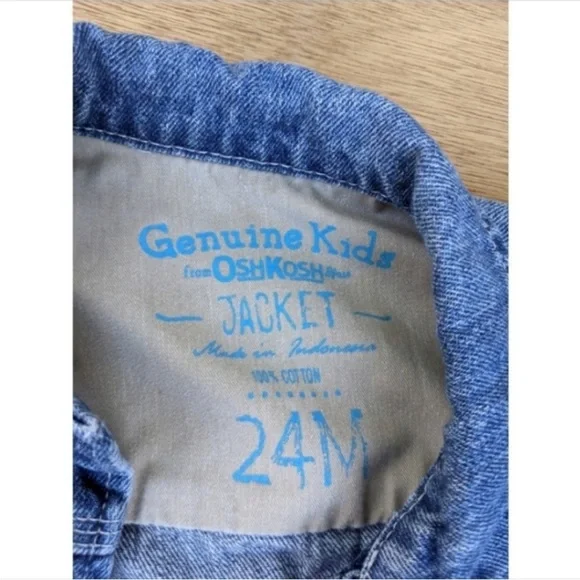 Genuine Kids
from OSHKOSH
JACKET
Made in Indonesia
100% COTTON
24M